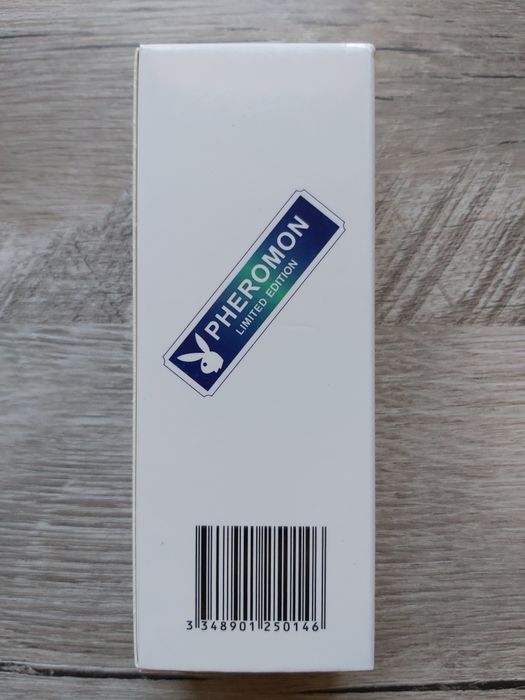 PHEROMON
LIMITED EDITION
3 348901 250146